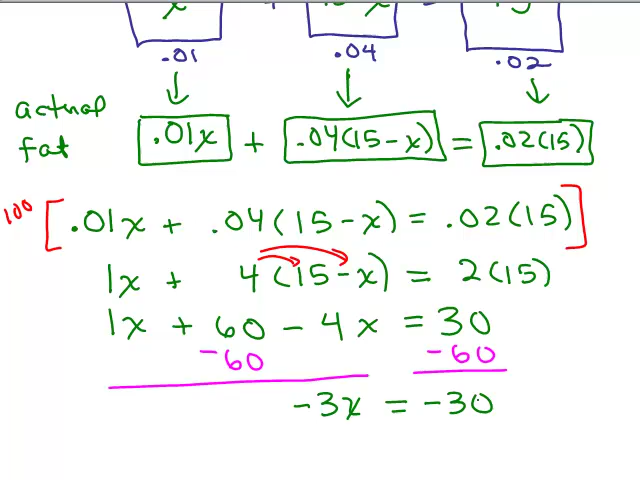 .01 .04 .02
actual
fat .01x + .04(15-x) = .02(15)
100 [.01x + .04(15-x) = .02(15)]
1x + 4(15-x) = 2(15)
1x + 60 - 4x = 30
-60 -60
-3x = -30